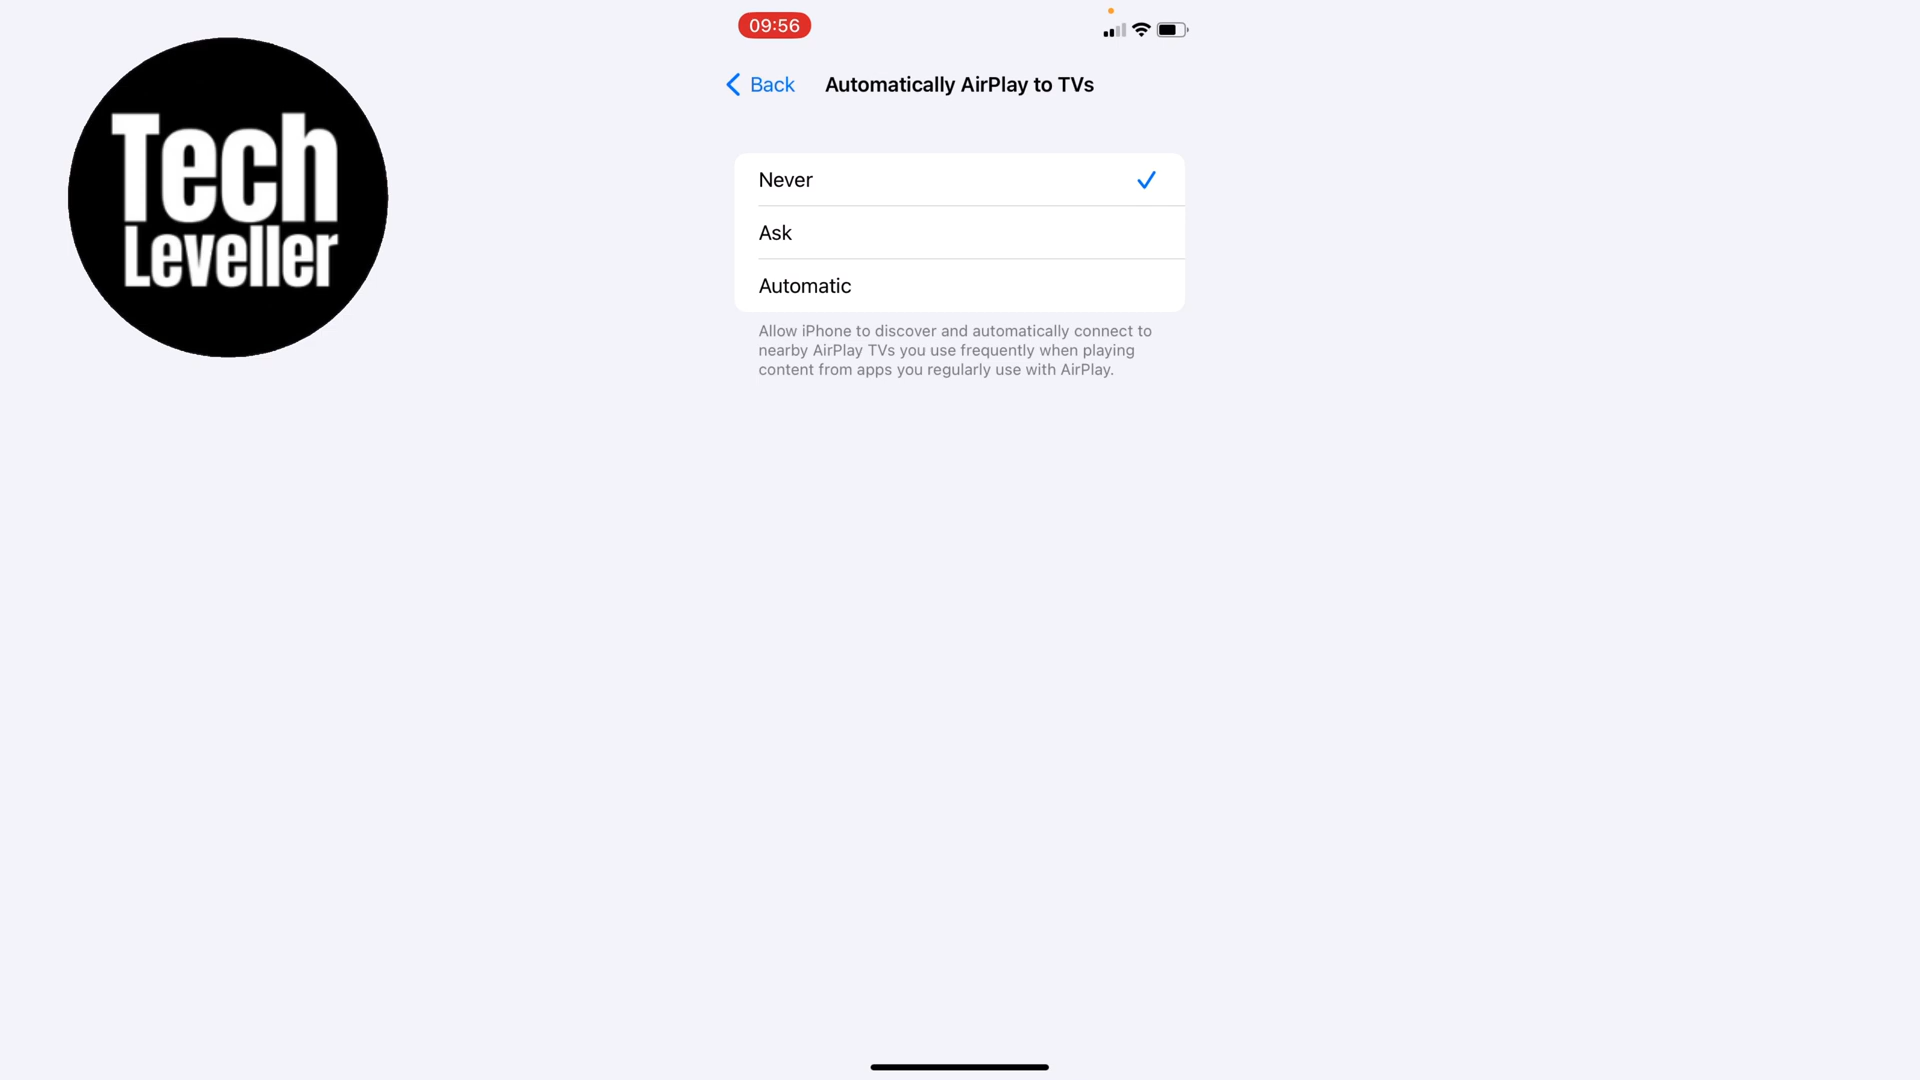 Tech
Leveller
09:56
Back
Automatically AirPlay to TVs
Never
Ask
Automatic
Allow iPhone to discover and automatically connect to
nearby AirPlay TVs you use frequently when playing
content from apps you regularly use with AirPlay.